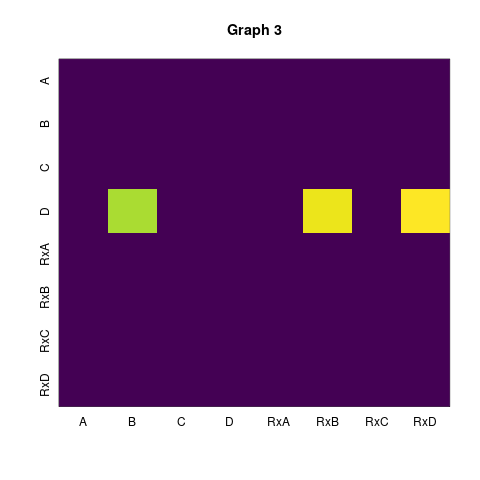 Graph 3
A
B
C
D
RxA
RxB
RxC
RxD
A B C D RxA RxB RxC RxD